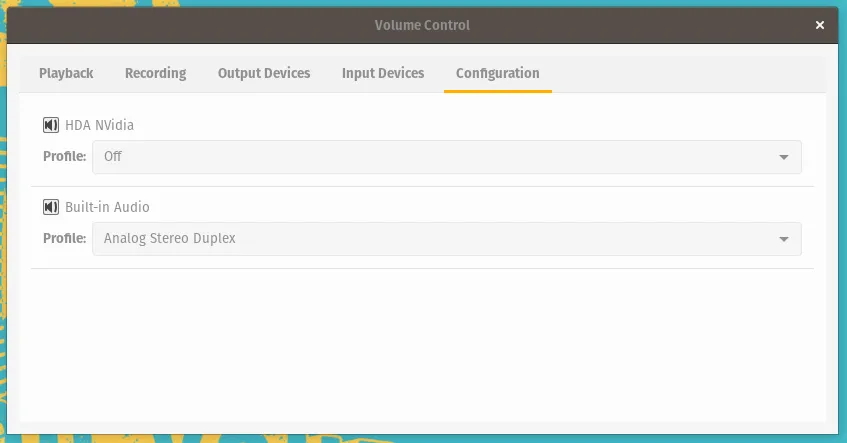 Volume Control
Playback Recording Output Devices Input Devices Configuration
HDA NVidia
Profile: Off
Built-in Audio
Profile: Analog Stereo Duplex